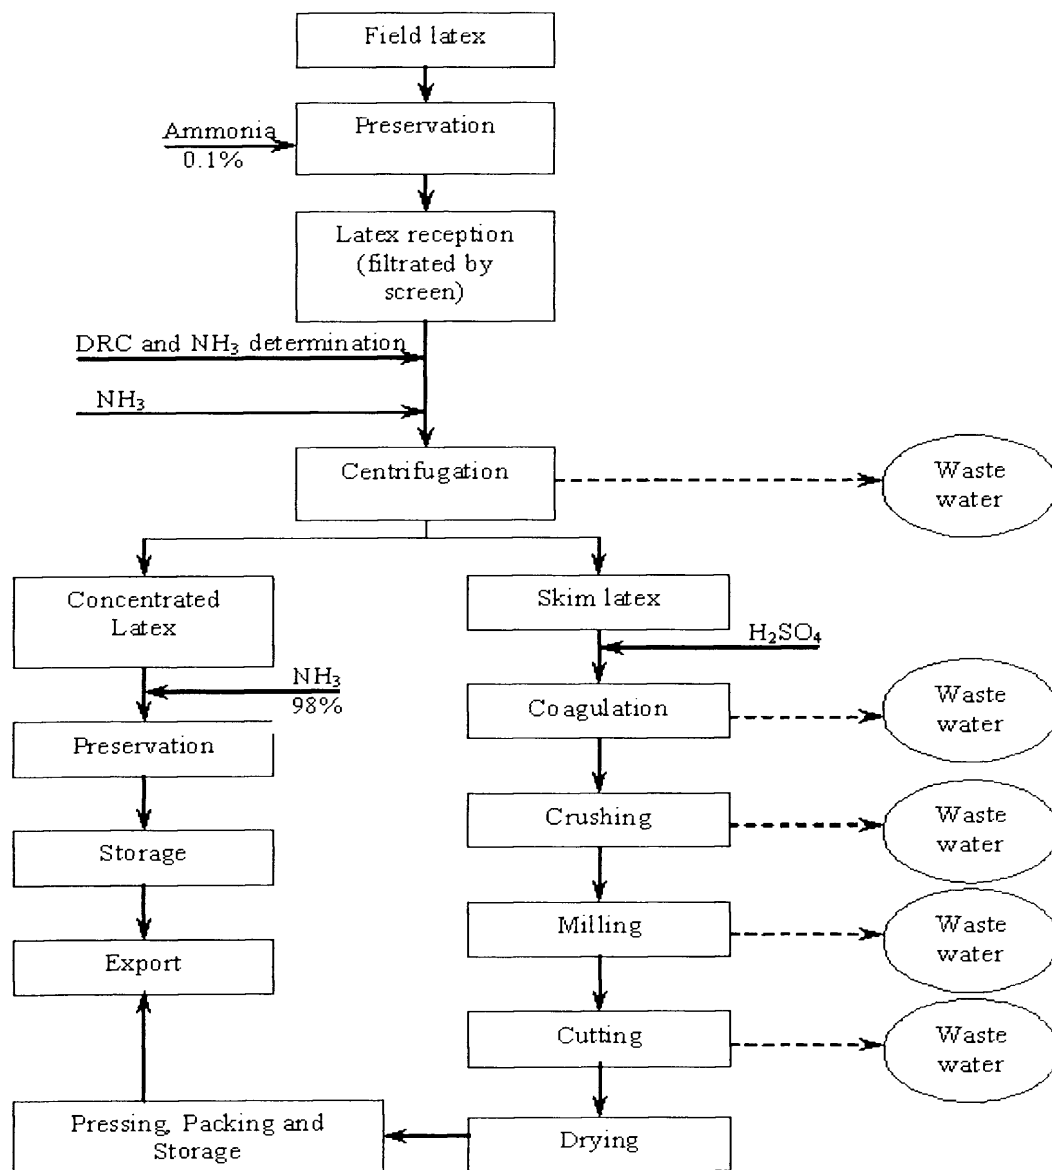 Field latex
Ammonia
0.1%
Preservation
Latex reception
(filtrated by
screen)
DRC and NH₃ determination
NH₃
Centrifugation
Waste
water
Concentrated
Latex
Skim latex
H₂SO₄
NH₃
98%
Coagulation
Waste
water
Preservation
Crushing
Waste
water
Storage
Milling
Waste
water
Export
Cutting
Waste
water
Pressing, Packing and
Storage
Drying